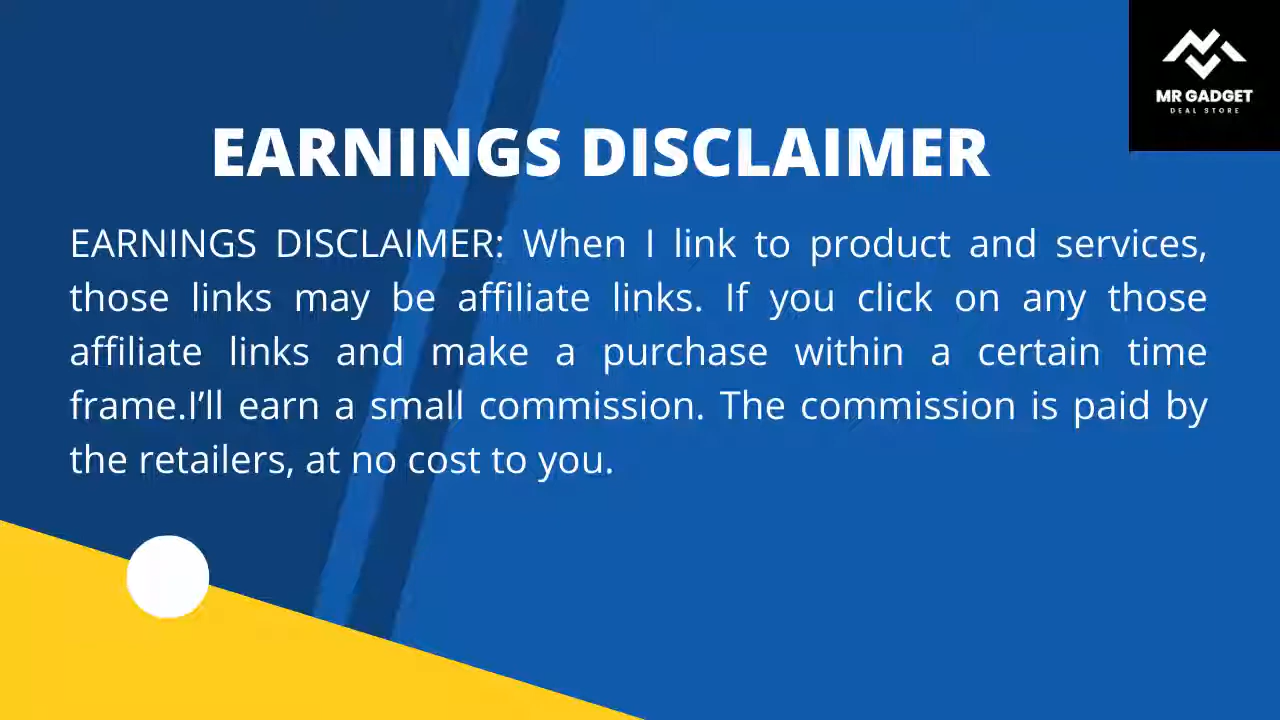 MR GADGET
DEAL STORE
EARNINGS DISCLAIMER
EARNINGS DISCLAIMER: When I link to product and services,
those links may be affiliate links. If you click on any those
affiliate links and make a purchase within a certain time
frame.I’ll earn a small commission. The commission is paid by
the retailers, at no cost to you.